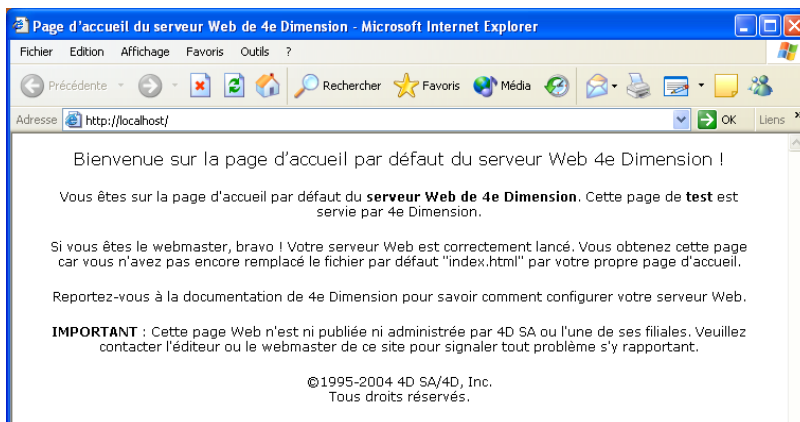 Page d'accueil du serveur Web de 4e Dimension - Microsoft Internet Explorer
Fichier Edition Affichage Favoris Outils ?
Précédente Rechercher Favoris Média
Adresse http://localhost/ OK Liens »
Bienvenue sur la page d'accueil par défaut du serveur Web 4e Dimension !
Vous êtes sur la page d'accueil par défaut du serveur Web de 4e Dimension. Cette page de test est
servie par 4e Dimension.
Si vous êtes le webmaster, bravo ! Votre serveur Web est correctement lancé. Vous obtenez cette page
car vous n'avez pas encore remplacé le fichier par défaut "index.html" par votre propre page d'accueil.
Reportez-vous à la documentation de 4e Dimension pour savoir comment configurer votre serveur Web.
IMPORTANT : Cette page Web n'est ni publiée ni administrée par 4D SA ou l'une de ses filiales. Veuillez
contacter l'éditeur ou le webmaster de ce site pour signaler tout problème s'y rapportant.
©1995-2004 4D SA/4D, Inc.
Tous droits réservés.